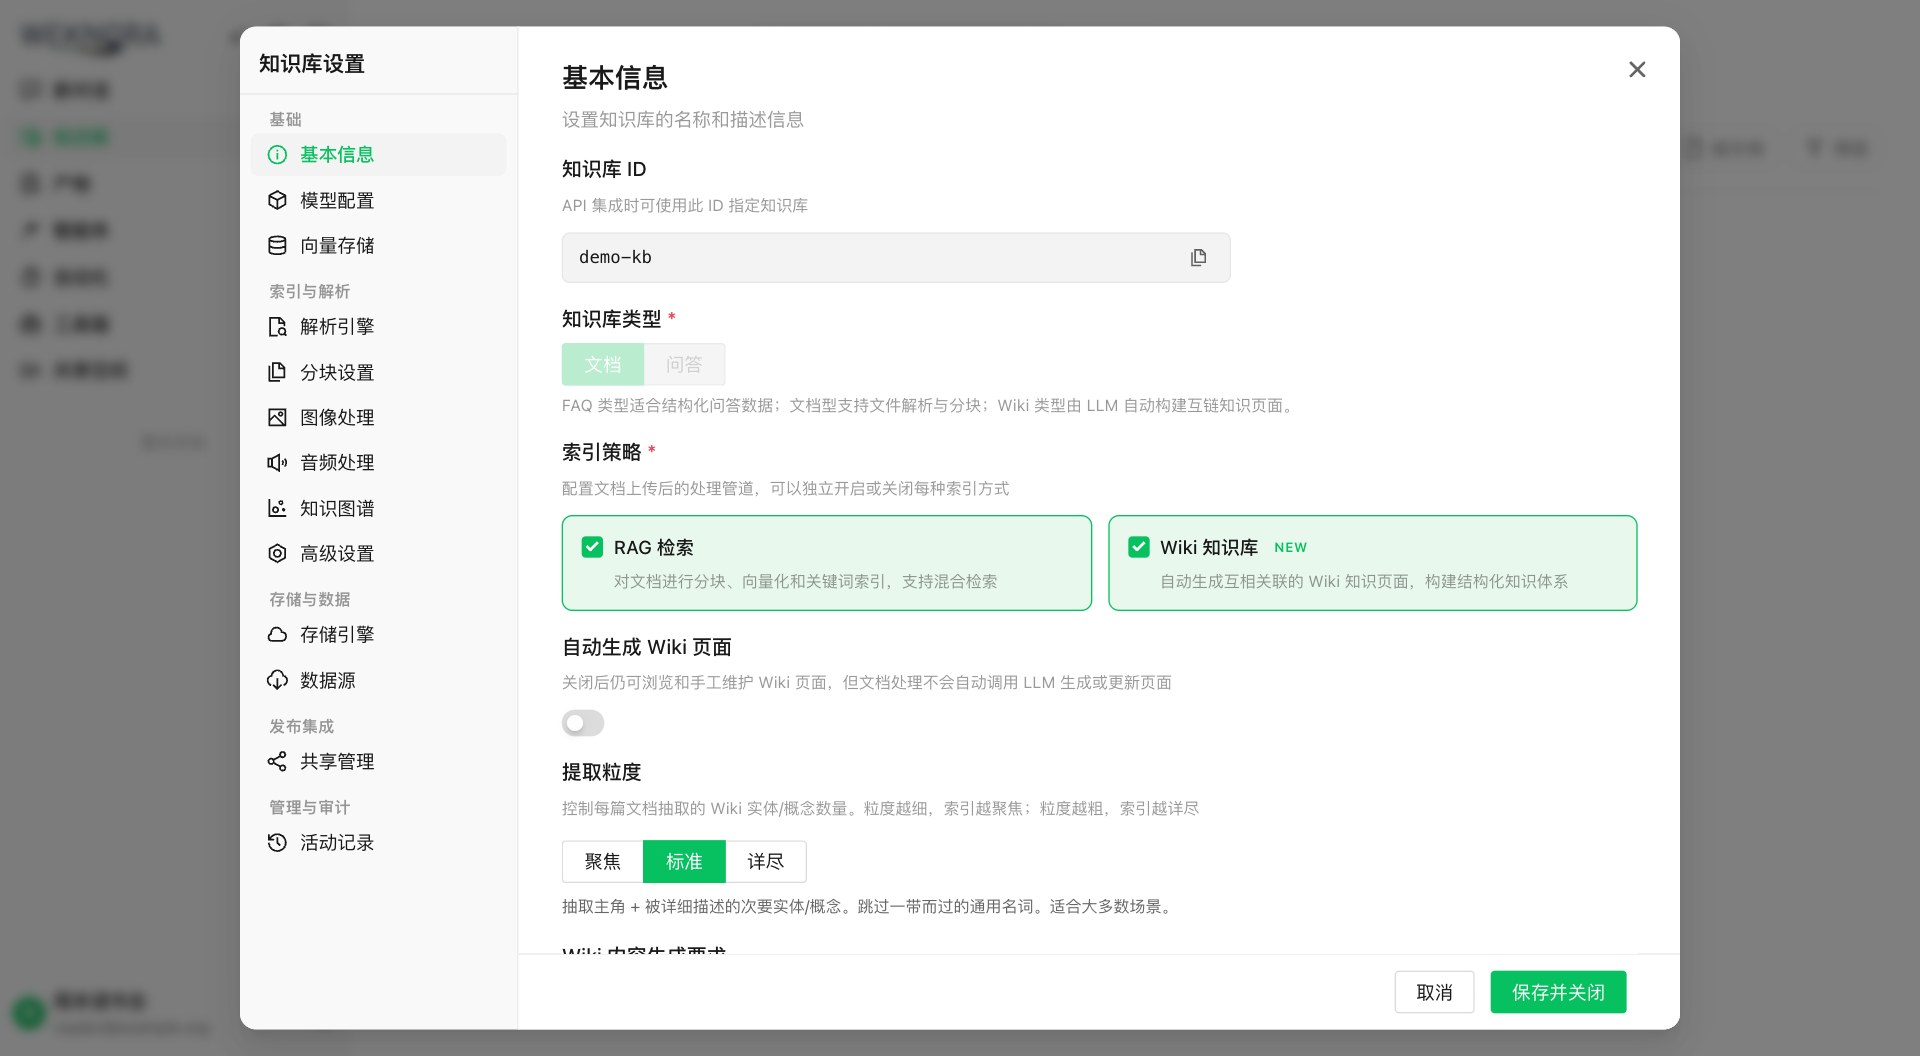 知识库设置
基础
基本信息
模型配置
向量存储
索引与解析
解析引擎
分块设置
图像处理
音频处理
知识图谱
高级设置
存储与数据
存储引擎
数据源
发布集成
共享管理
管理与审计
活动记录
基本信息
设置知识库的名称和描述信息
知识库 ID
API 集成时可使用此 ID 指定知识库
demo-kb
知识库类型 *
文档 问答
FAQ 类型适合结构化问答数据；文档型支持文件解析与分块；Wiki 类型由 LLM 自动构建互链知识页面。
索引策略 *
配置文档上传后的处理管道，可以独立开启或关闭每种索引方式
RAG 检索
对文档进行分块、向量化和关键词索引，支持混合检索
Wiki 知识库 NEW
自动生成互相关联的 Wiki 知识页面，构建结构化知识体系
自动生成 Wiki 页面
关闭后仍可浏览和手工维护 Wiki 页面，但文档处理不会自动调用 LLM 生成或更新页面
提取粒度
控制每篇文档抽取的 Wiki 实体/概念数量。粒度越细，索引越聚焦；粒度越粗，索引越详尽
聚焦 标准 详尽
抽取主角 + 被详细描述的次要实体/概念。跳过一带而过的通用名词。适合大多数场景。
Wiki 内容生成要求
取消 保存并关闭